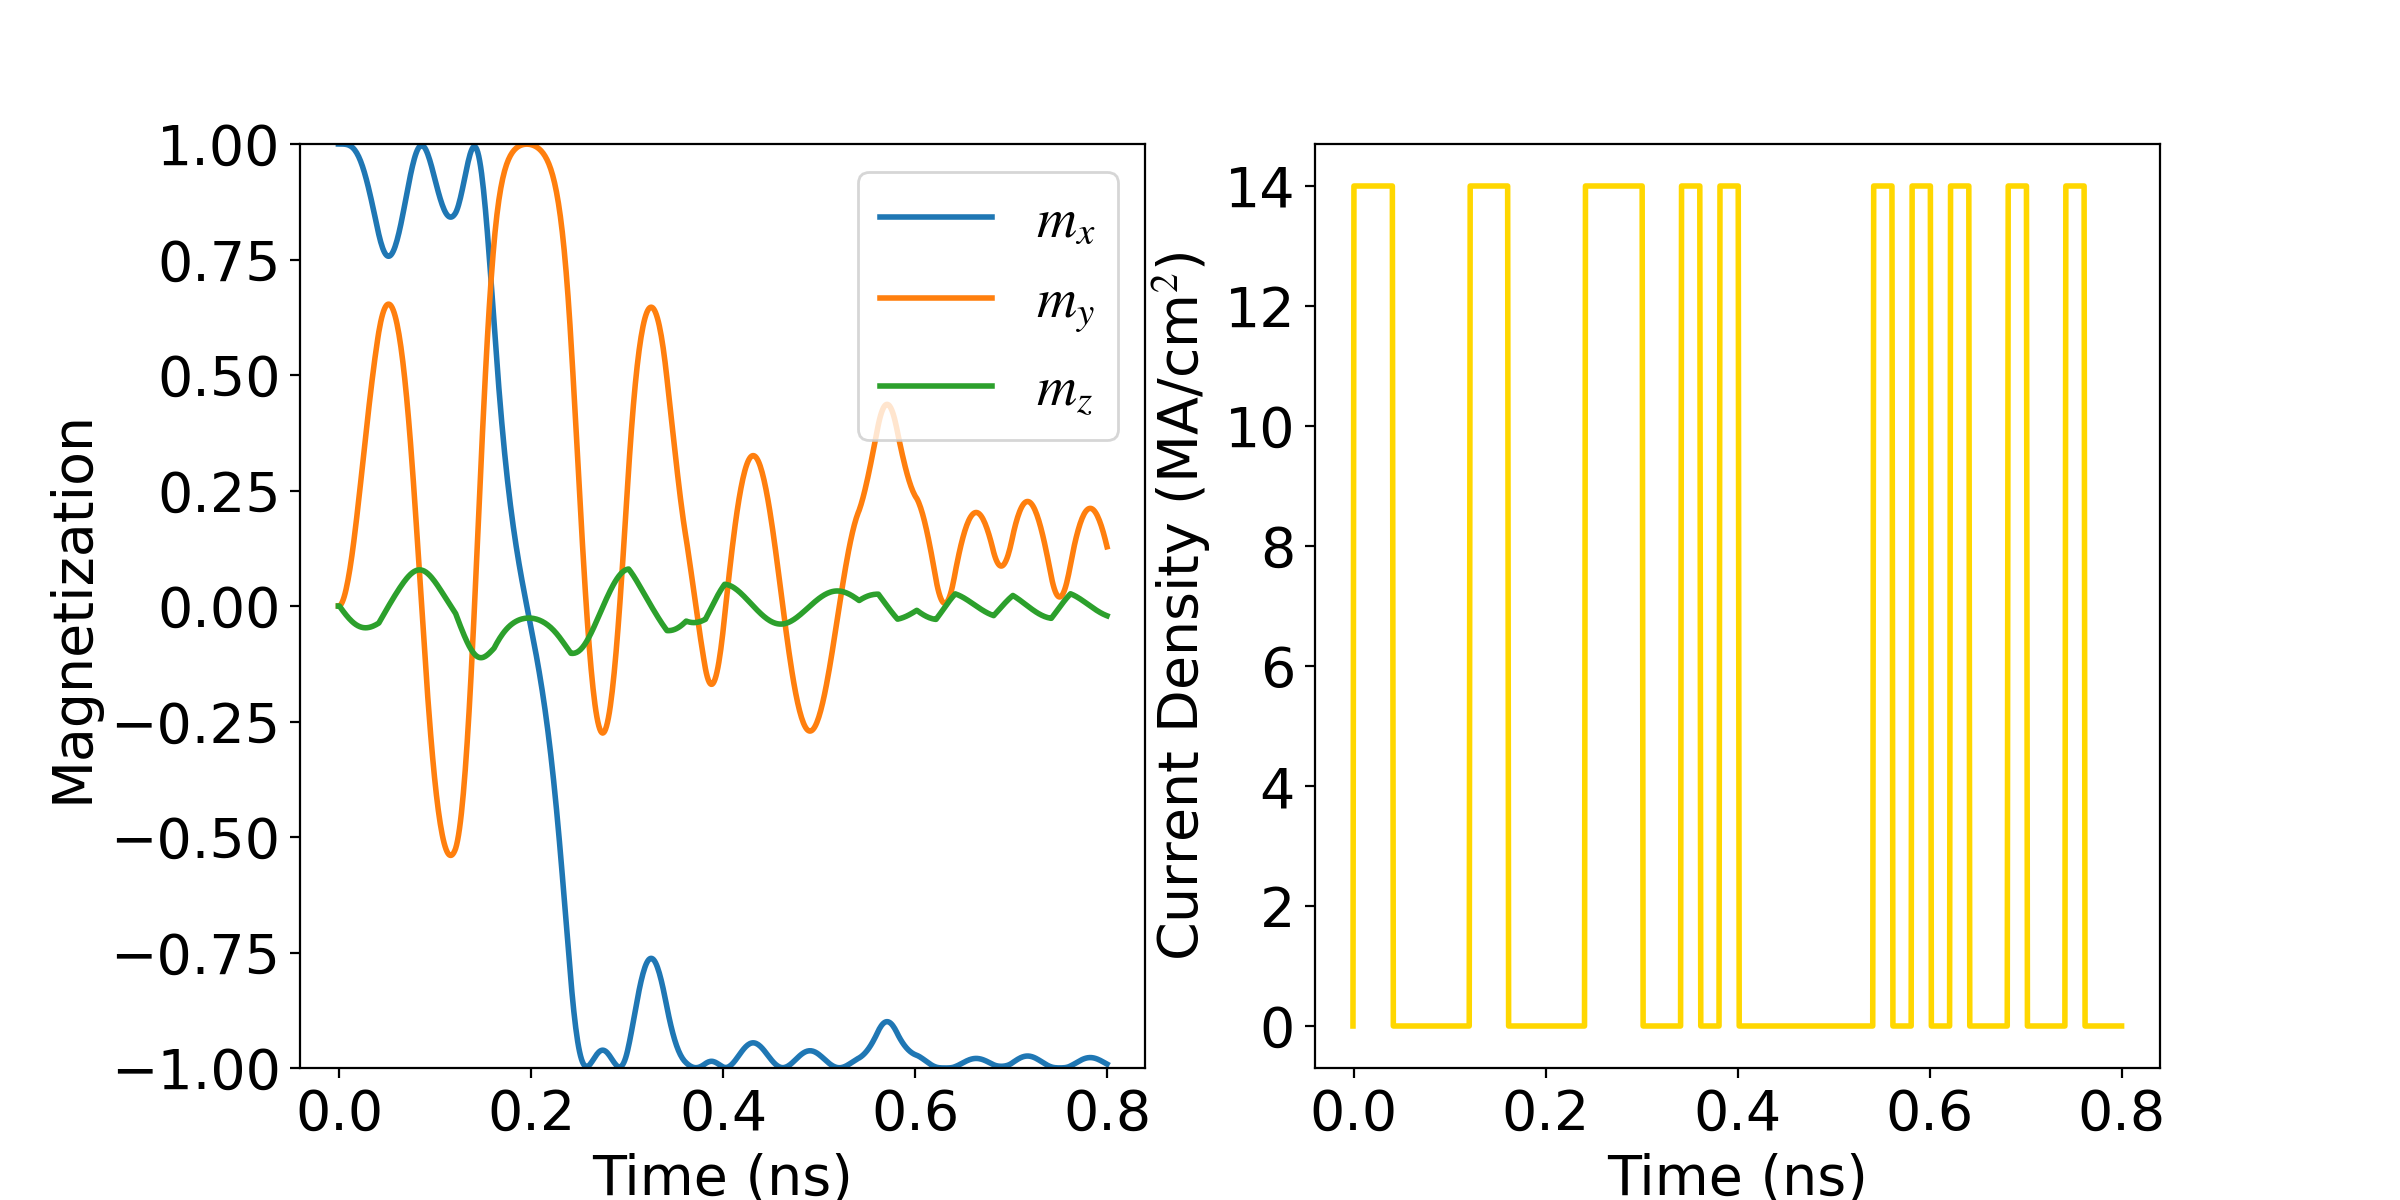 Magnetization
1.00
0.75
0.50
0.25
0.00
−0.25
−0.50
−0.75
−1.00
0.0 0.2 0.4 0.6 0.8
Time (ns)
m_x
m_y
m_z
Current Density (MA/cm²)
14
12
10
8
6
4
2
0
0.0 0.2 0.4 0.6 0.8
Time (ns)